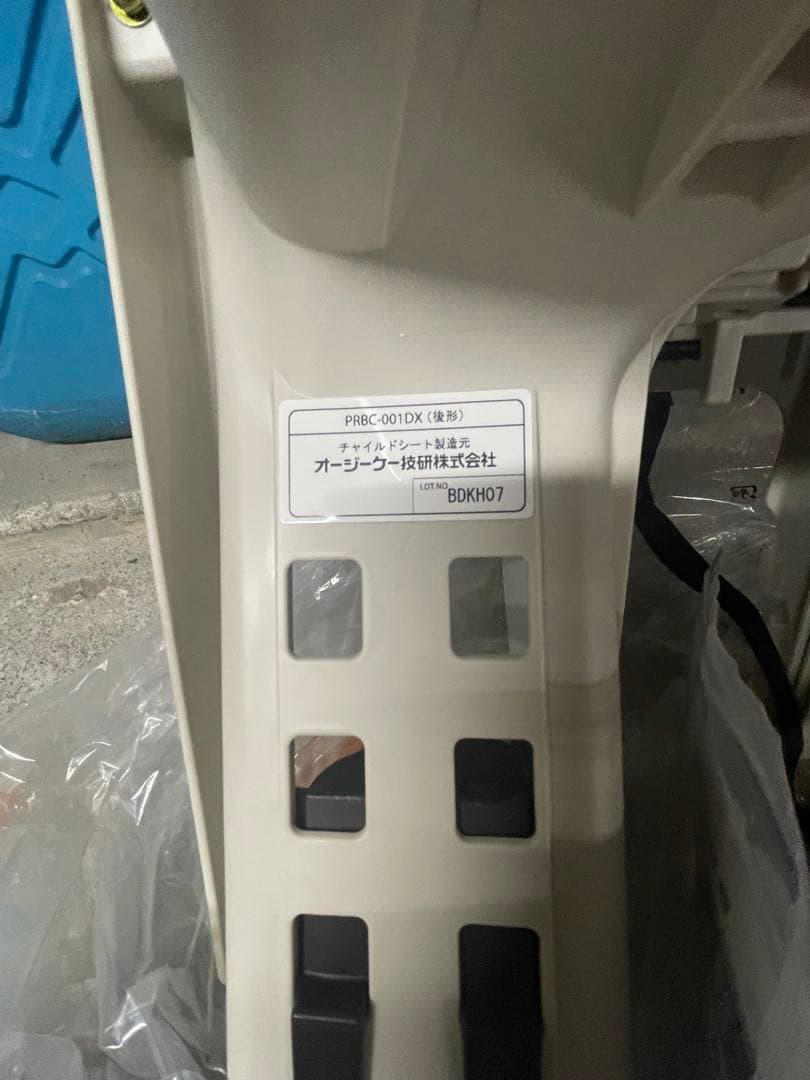 PRBC-001DX（後形）
チャイルドシート製造元
オージーケー技研株式会社
LOT NO. BDKH07